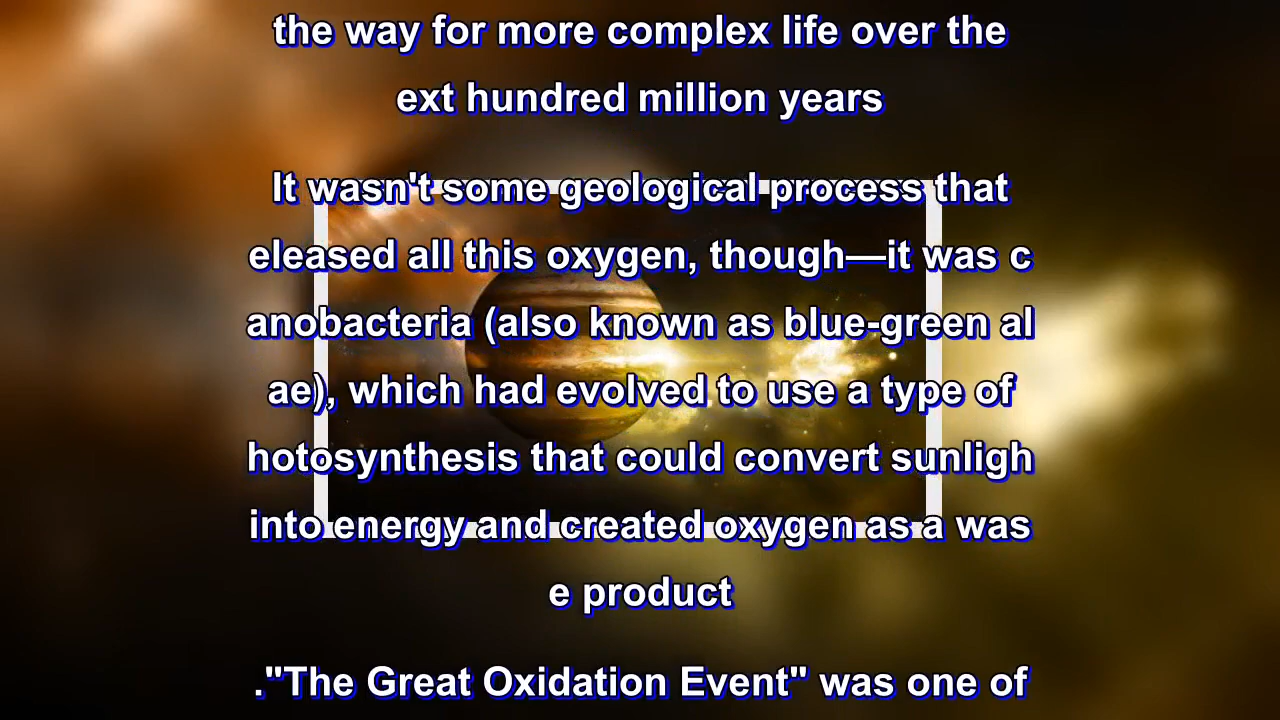 the way for more complex life over the
ext hundred million years
It wasn't some geological process that
eleased all this oxygen, though—it was c
anobacteria (also known as blue-green al
ae), which had evolved to use a type of
hotosynthesis that could convert sunligh
into energy and created oxygen as a was
e product
."The Great Oxidation Event" was one of